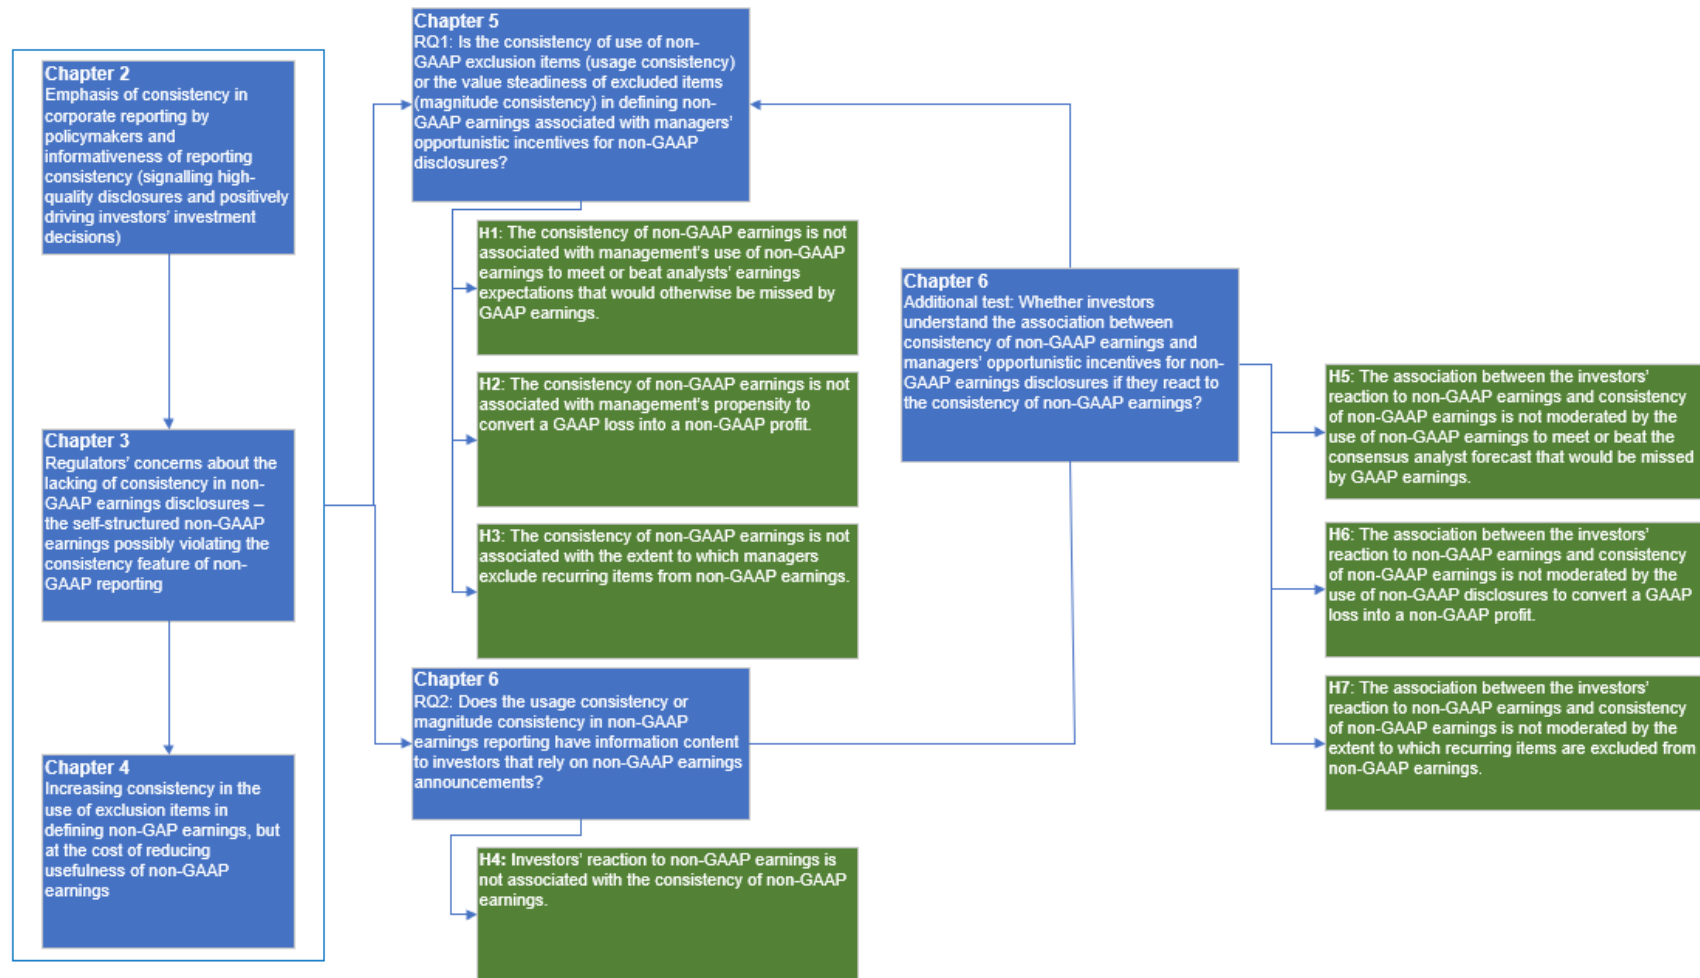 Chapter 2
Emphasis of consistency in
corporate reporting by
policymakers and
informativeness of reporting
consistency (signalling high-
quality disclosures and positively
driving investors' investment
decisions)
Chapter 3
Regulators' concerns about the
lacking of consistency in non-
GAAP earnings disclosures –
the self-structured non-GAAP
earnings possibly violating the
consistency feature of non-
GAAP reporting
Chapter 4
Increasing consistency in the
use of exclusion items in
defining non-GAP earnings, but
at the cost of reducing
usefulness of non-GAAP
earnings
Chapter 5
RQ1: Is the consistency of use of non-
GAAP exclusion items (usage consistency)
or the value steadiness of excluded items
(magnitude consistency) in defining non-
GAAP earnings associated with managers'
opportunistic incentives for non-GAAP
disclosures?
H1: The consistency of non-GAAP earnings is not
associated with management's use of non-GAAP
earnings to meet or beat analysts' earnings
expectations that would otherwise be missed by
GAAP earnings.
H2: The consistency of non-GAAP earnings is not
associated with management's propensity to
convert a GAAP loss into a non-GAAP profit.
H3: The consistency of non-GAAP earnings is not
associated with the extent to which managers
exclude recurring items from non-GAAP earnings.
Chapter 6
RQ2: Does the usage consistency or
magnitude consistency in non-GAAP
earnings reporting have information content
to investors that rely on non-GAAP earnings
announcements?
H4: Investors' reaction to non-GAAP earnings is
not associated with the consistency of non-GAAP
earnings.
Chapter 6
Additional test: Whether investors
understand the association between
consistency of non-GAAP earnings and
managers' opportunistic incentives for non-
GAAP earnings disclosures if they react to
the consistency of non-GAAP earnings?
H5: The association between the investors'
reaction to non-GAAP earnings and consistency
of non-GAAP earnings is not moderated by the
use of non-GAAP earnings to meet or beat the
consensus analyst forecast that would be missed
by GAAP earnings.
H6: The association between the investors'
reaction to non-GAAP earnings and consistency
of non-GAAP earnings is not moderated by the
use of non-GAAP disclosures to convert a GAAP
loss into a non-GAAP profit.
H7: The association between the investors'
reaction to non-GAAP earnings and consistency
of non-GAAP earnings is not moderated by the
extent to which recurring items are excluded from
non-GAAP earnings.